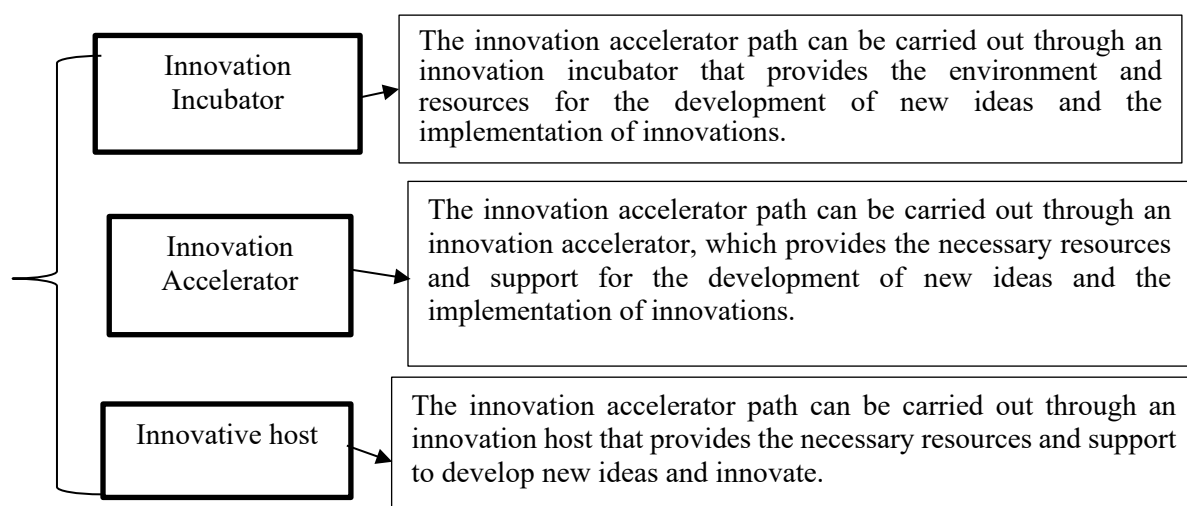 Innovation
Incubator
The innovation accelerator path can be carried out through an
innovation incubator that provides the environment and
resources for the development of new ideas and the
implementation of innovations.
Innovation
Accelerator
The innovation accelerator path can be carried out through an
innovation accelerator, which provides the necessary resources
and support for the development of new ideas and the
implementation of innovations.
Innovative host
The innovation accelerator path can be carried out through an
innovation host that provides the necessary resources and support
to develop new ideas and innovate.